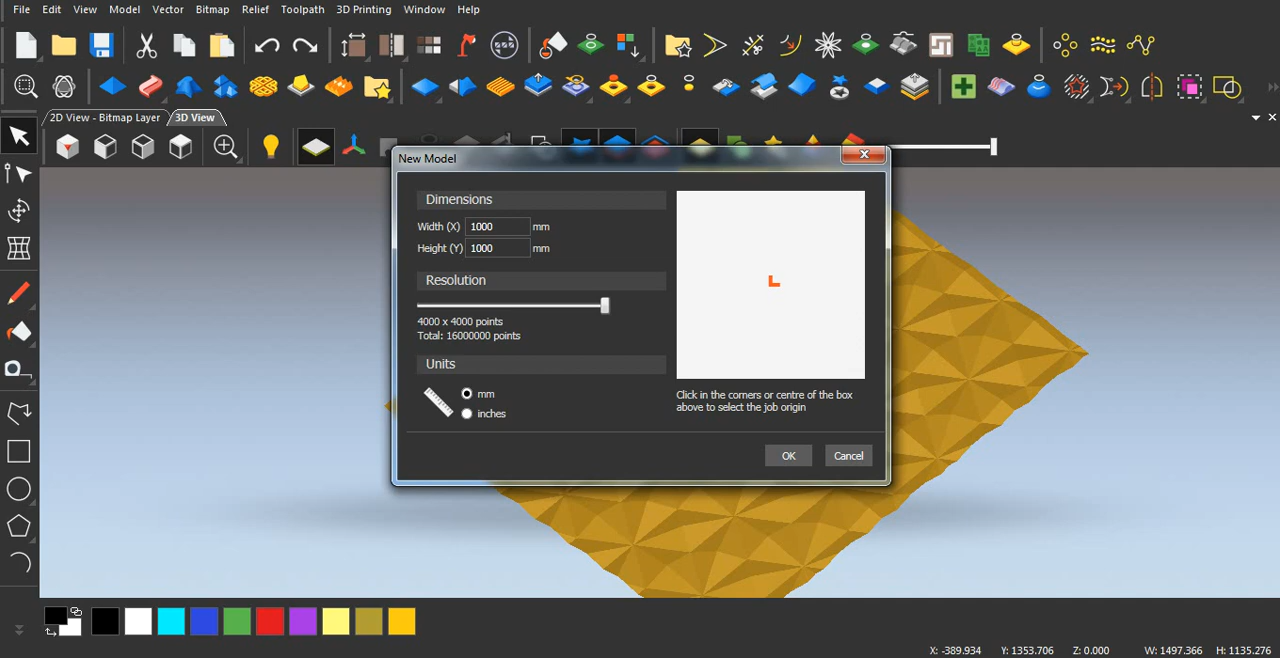 File Edit View Model Vector Bitmap Relief Toolpath 3D Printing Window Help
2D View - Bitmap Layer 3D View
New Model
Dimensions
Width (X) 1000 mm
Height (Y) 1000 mm
Resolution
4000 x 4000 points
Total: 16000000 points
Units
mm
inches
Click in the corners or centre of the box
above to select the job origin
OK Cancel
X: -389.934 Y: 1353.706 Z: 0.000 W: 1497.366 H: 1135.276